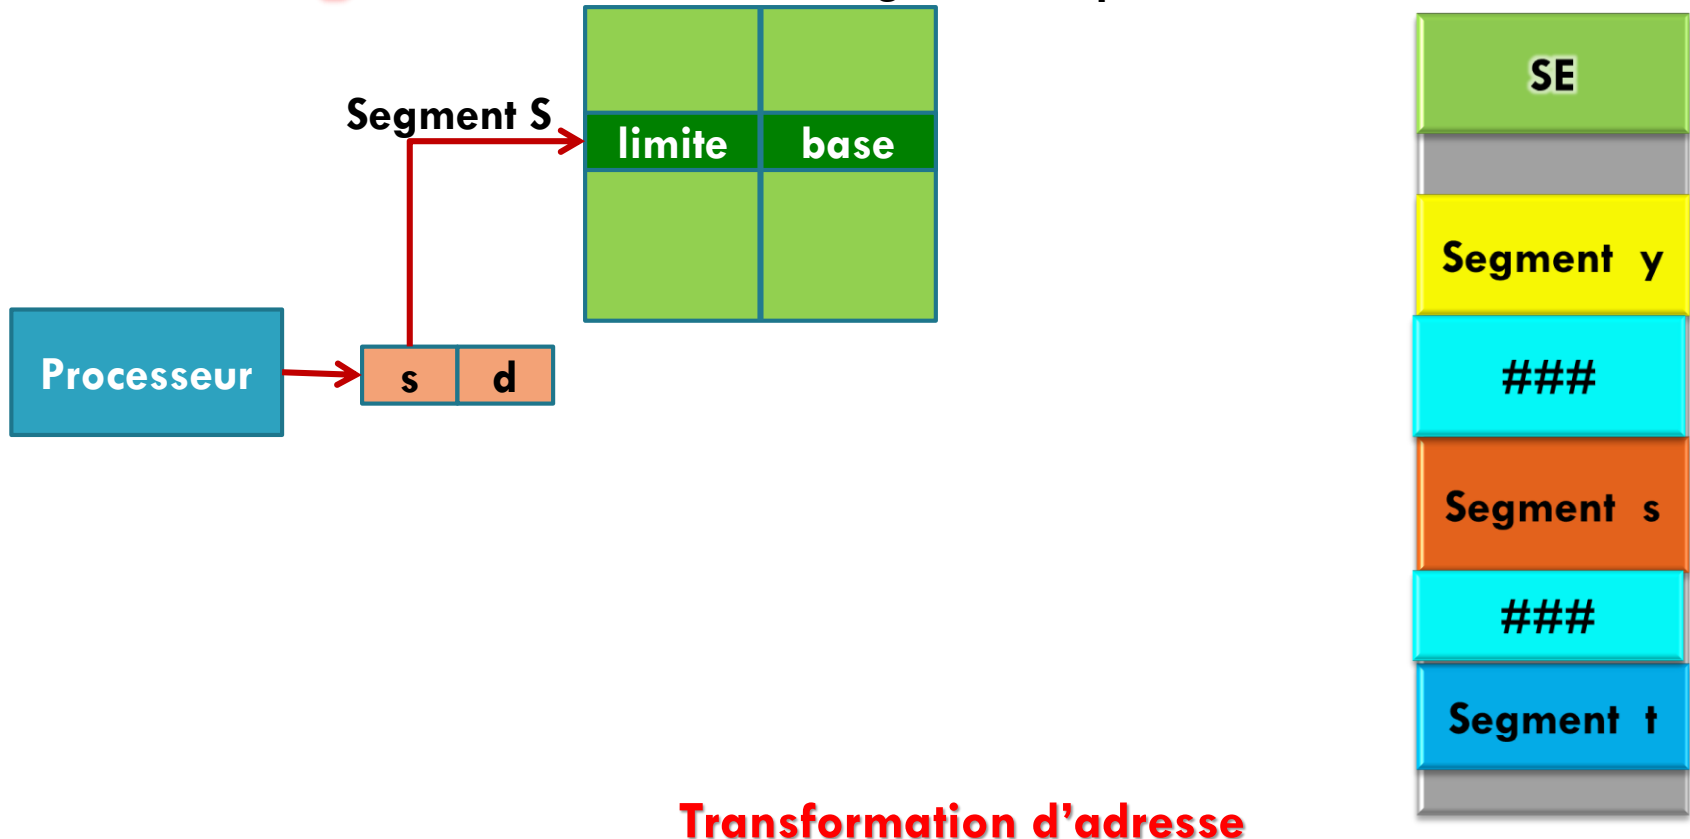 Segment S
limite base
Processeur
s d
SE
Segment y
###
Segment s
###
Segment t
Transformation d’adresse